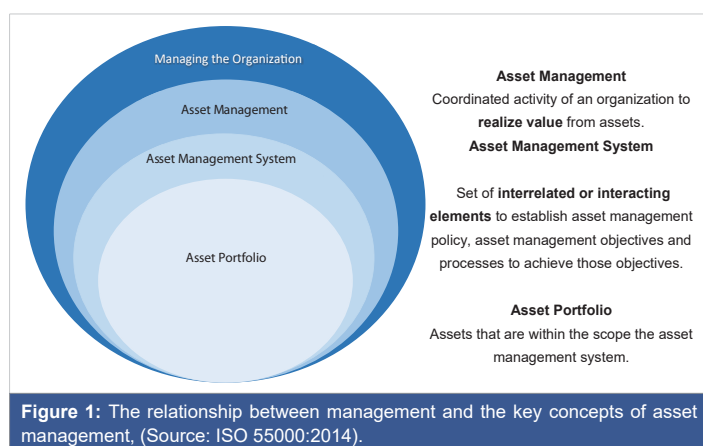 Managing the Organization
Asset Management
Asset Management System
Asset Portfolio
Asset Management
Coordinated activity of an organization to
realize value from assets.
Asset Management System
Set of interrelated or interacting
elements to establish asset management
policy, asset management objectives and
processes to achieve those objectives.
Asset Portfolio
Assets that are within the scope the asset
management system.
Figure 1: The relationship between management and the key concepts of asset
management, (Source: ISO 55000:2014).